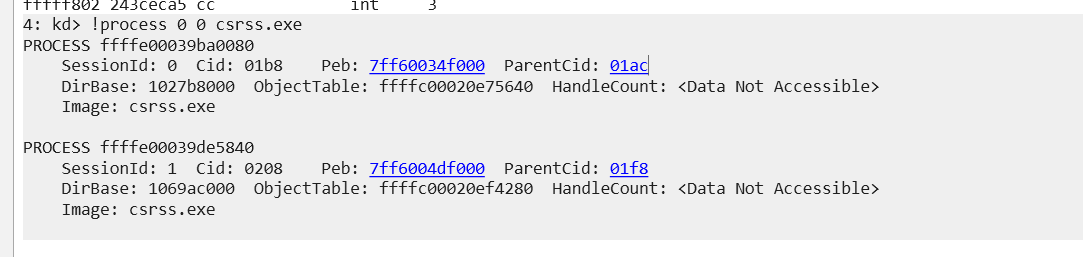 fffff802`243ceca5 cc int 3
4: kd> !process 0 0 csrss.exe
PROCESS ffffe00039ba0080
SessionId: 0 Cid: 01b8 Peb: 7ff60034f000 ParentCid: 01ac
DirBase: 1027b8000 ObjectTable: ffffc00020e75640 HandleCount: <Data Not Accessible>
Image: csrss.exe
PROCESS ffffe00039de5840
SessionId: 1 Cid: 0208 Peb: 7ff6004df000 ParentCid: 01f8
DirBase: 1069ac000 ObjectTable: ffffc00020ef4280 HandleCount: <Data Not Accessible>
Image: csrss.exe